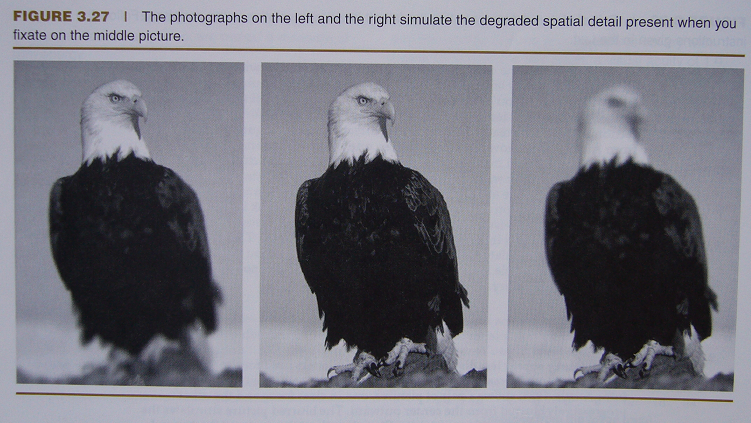 FIGURE 3.27 | The photographs on the left and the right simulate the degraded spatial detail present when you
fixate on the middle picture.